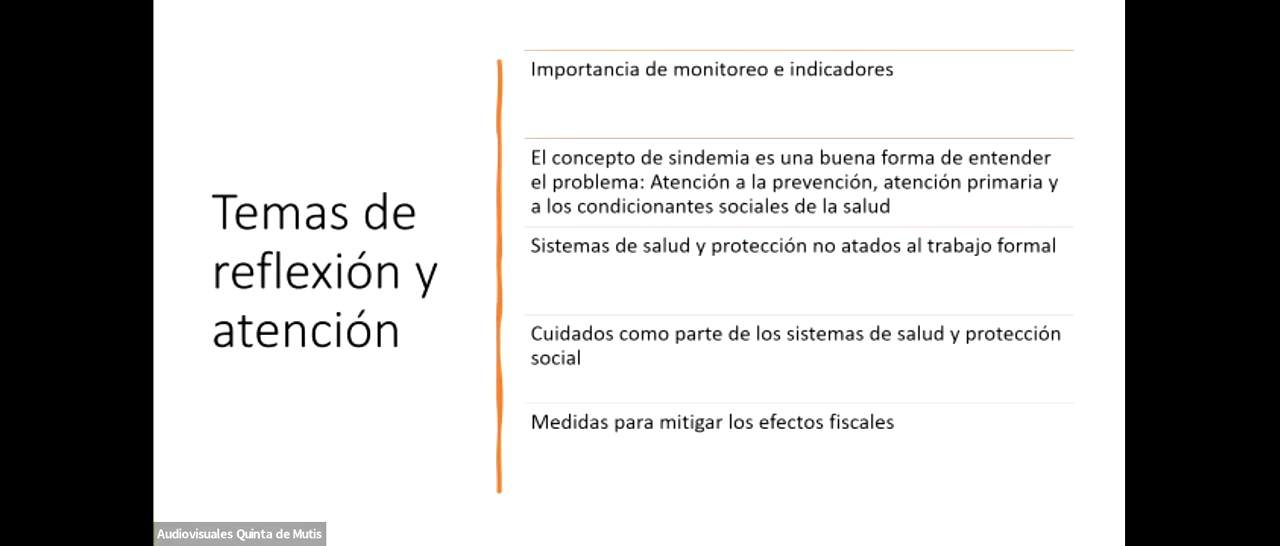 Temas de
reflexión y
atención
Importancia de monitoreo e indicadores
El concepto de sindemia es una buena forma de entender
el problema: Atención a la prevención, atención primaria y
a los condicionantes sociales de la salud
Sistemas de salud y protección no atados al trabajo formal
Cuidados como parte de los sistemas de salud y protección
social
Medidas para mitigar los efectos fiscales
Audiovisuales Quinta de Mutis